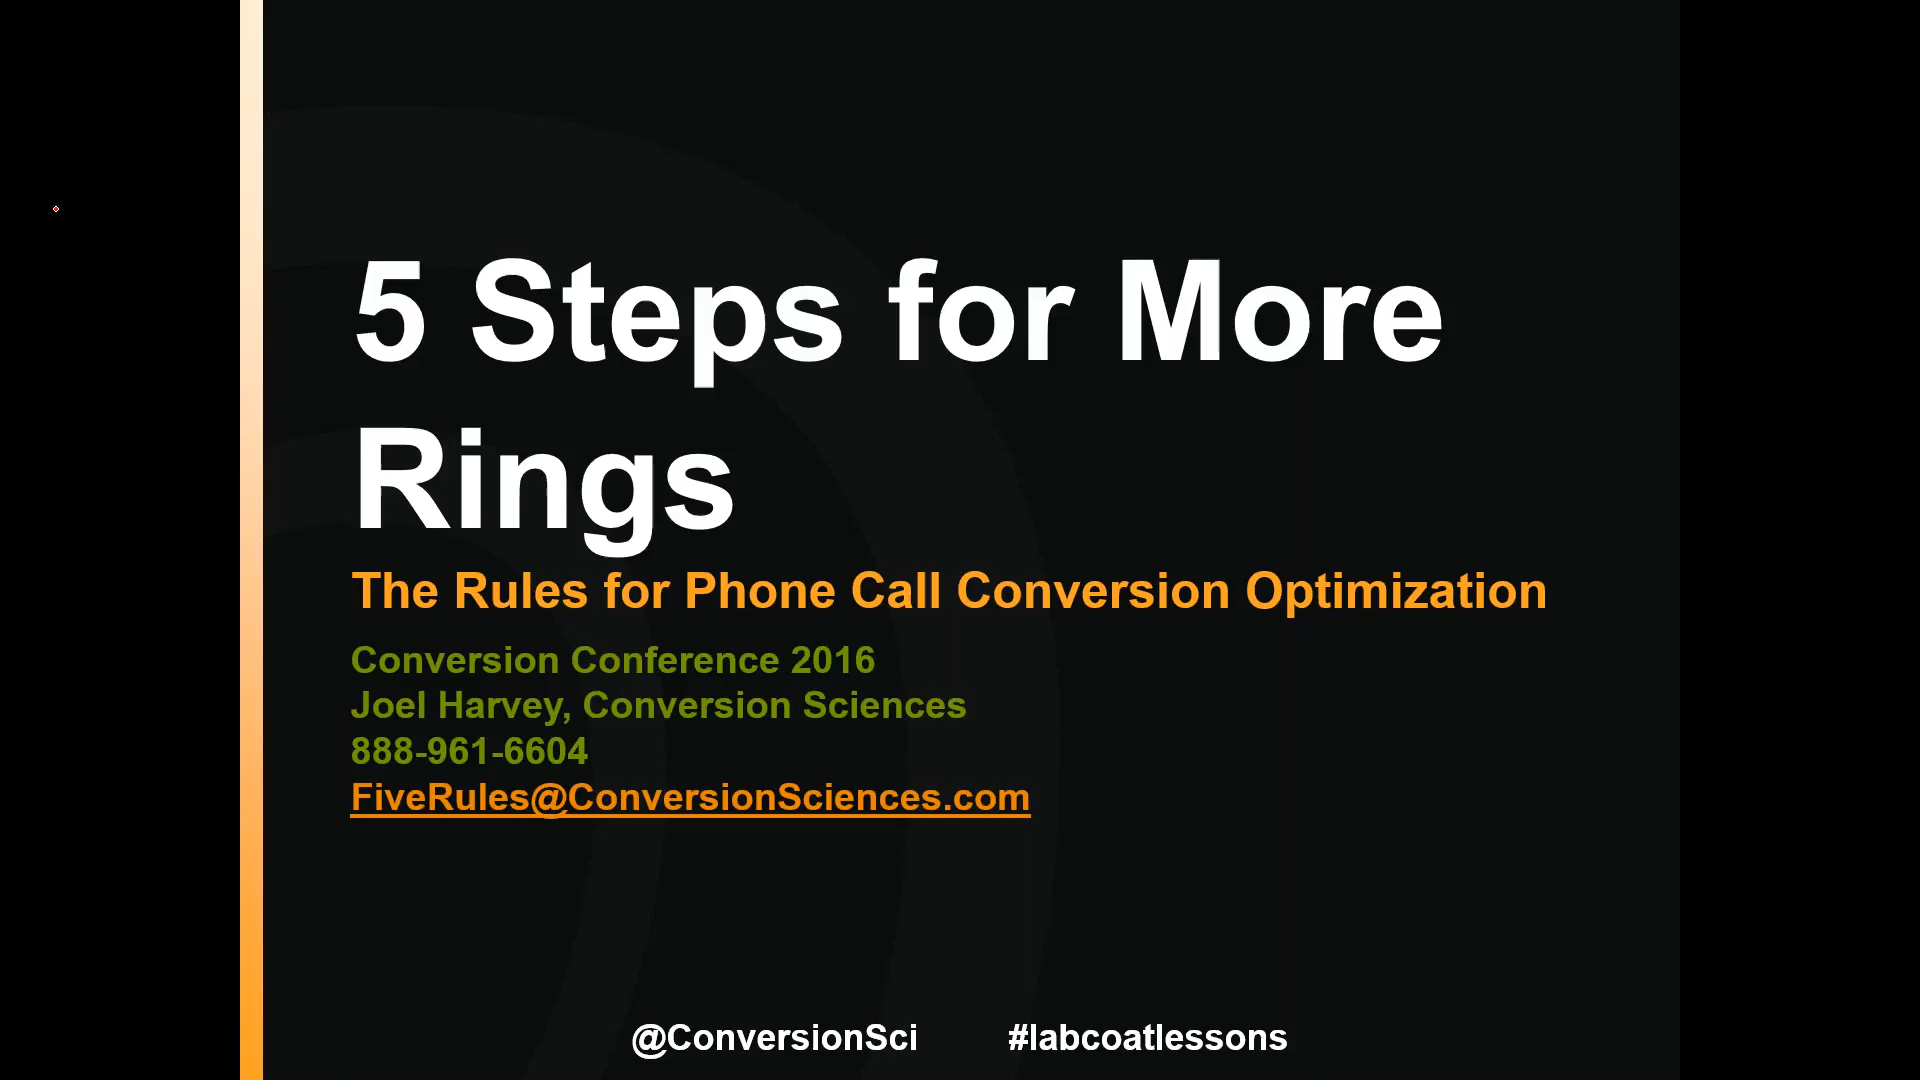 5 Steps for More
Rings
The Rules for Phone Call Conversion Optimization
Conversion Conference 2016
Joel Harvey, Conversion Sciences
888-961-6604
FiveRules@ConversionSciences.com
@ConversionSci #labcoatlessons